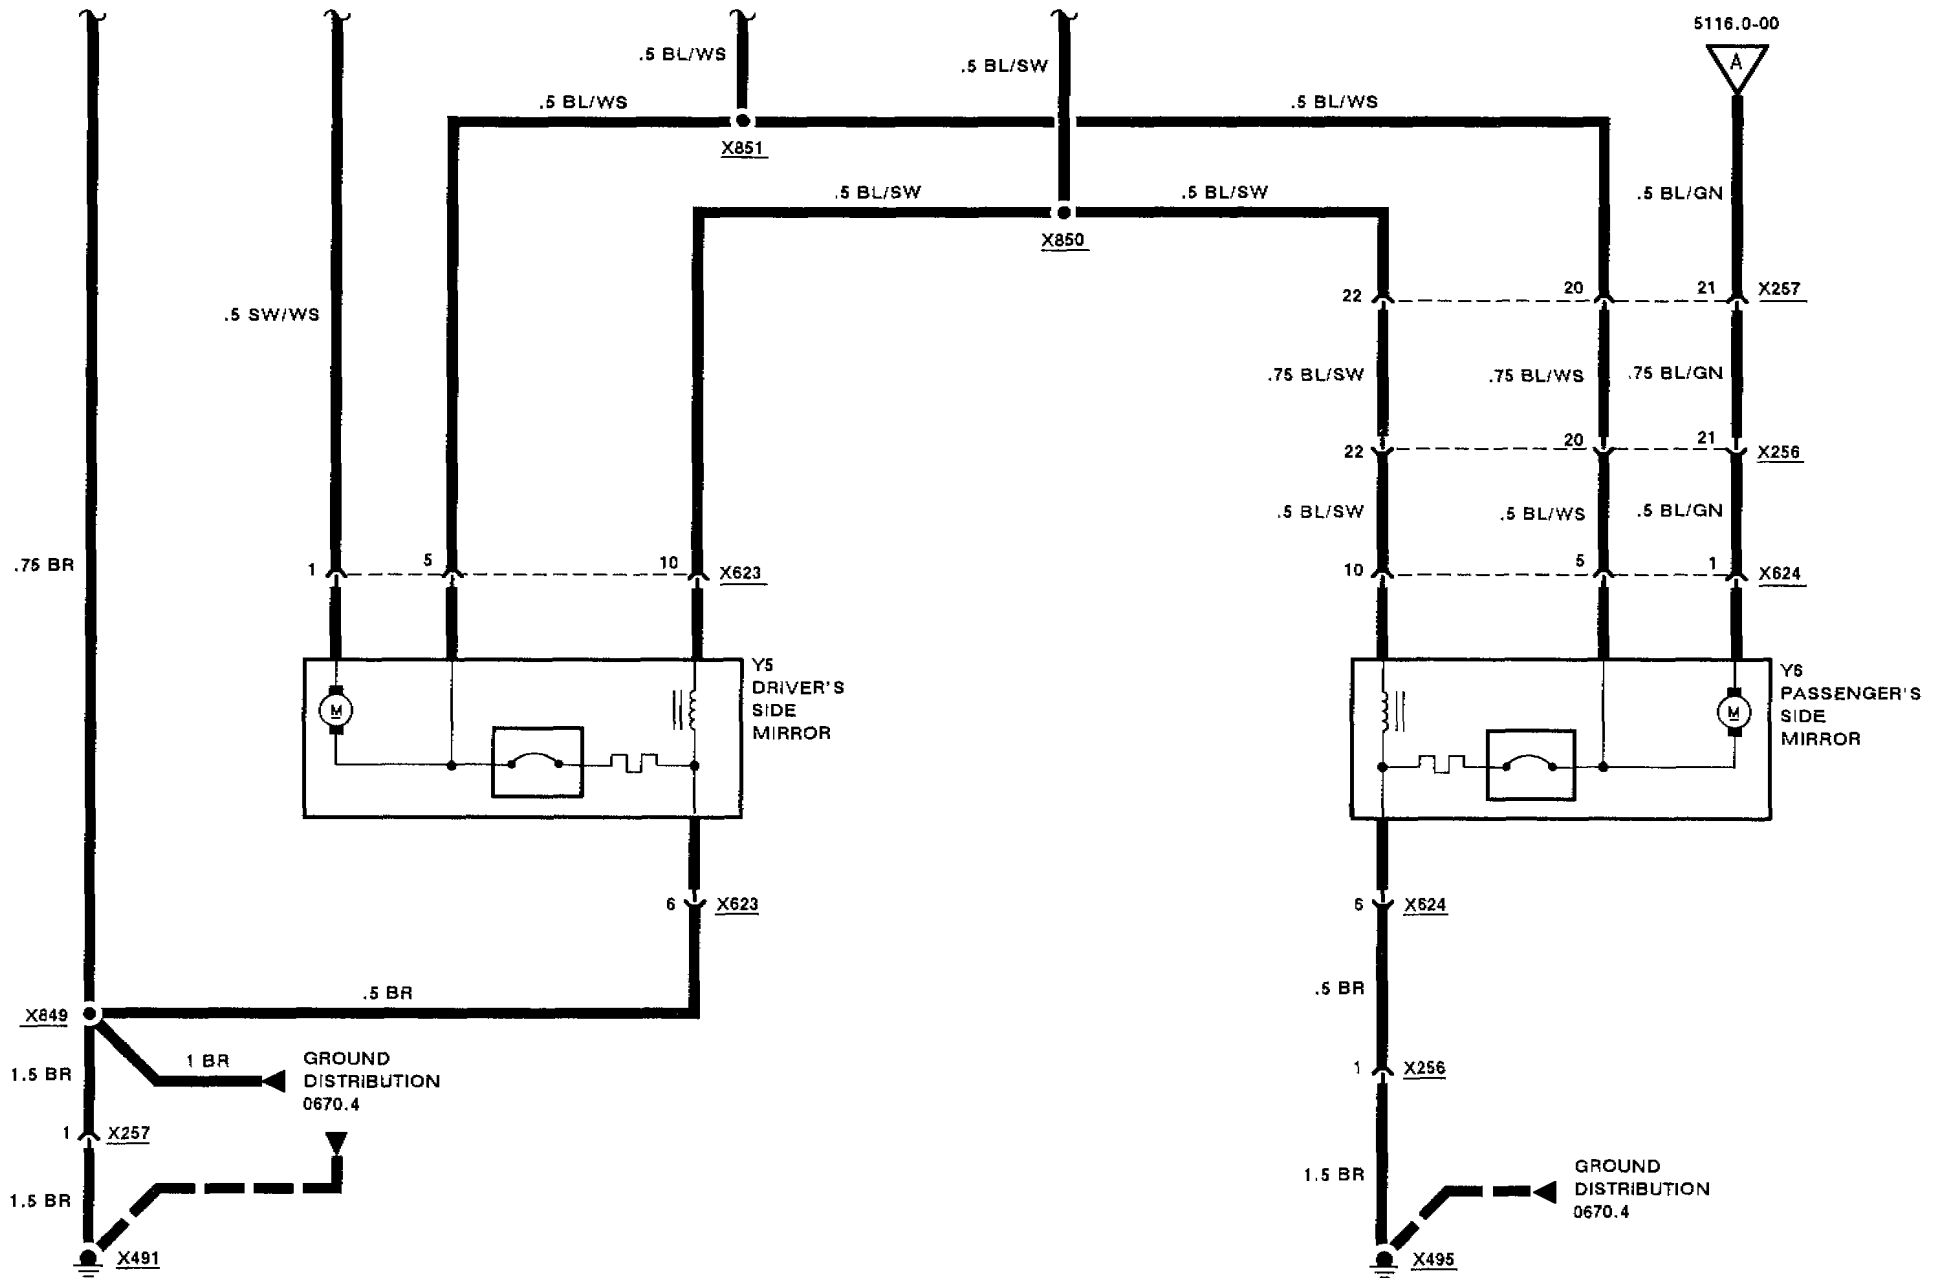 5116.0-00
A
.5 BL/WS
.5 BL/SW
.5 BL/WS
.5 BL/WS
X851
.5 BL/SW
.5 BL/SW
.5 BL/GN
X850
22
20
21
X257
.5 SW/WS
.75 BL/SW
.75 BL/WS
.75 BL/GN
22
20
21
X256
.5 BL/SW
.5 BL/WS
.5 BL/GN
.75 BR
1
5
10
X623
10
5
1
X624
Y5
DRIVER'S
SIDE
MIRROR
M
Y6
PASSENGER'S
SIDE
MIRROR
M
6
X623
6
X624
.5 BR
.5 BR
X849
1 BR
GROUND
DISTRIBUTION
0670.4
1.5 BR
1
X256
1
X257
1.5 BR
1.5 BR
GROUND
DISTRIBUTION
0670.4
X491
X495